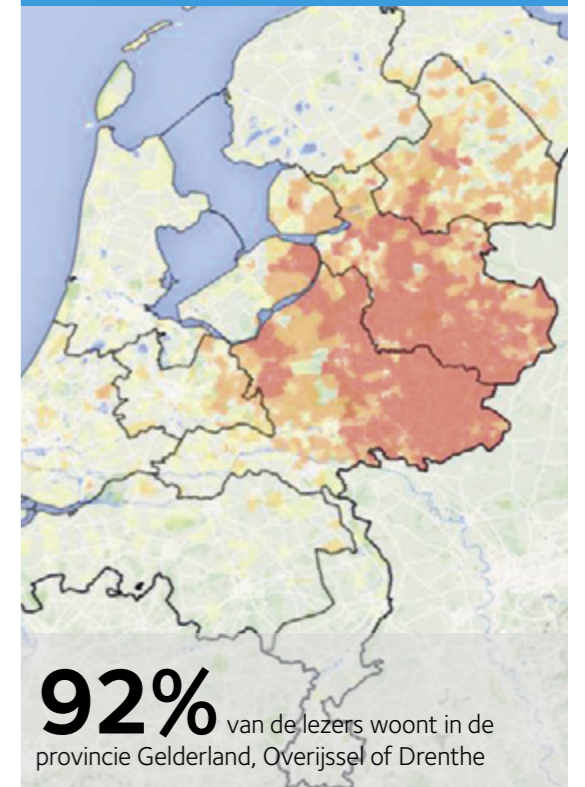 92% van de lezers woont in de
provincie Gelderland, Overijssel of Drenthe